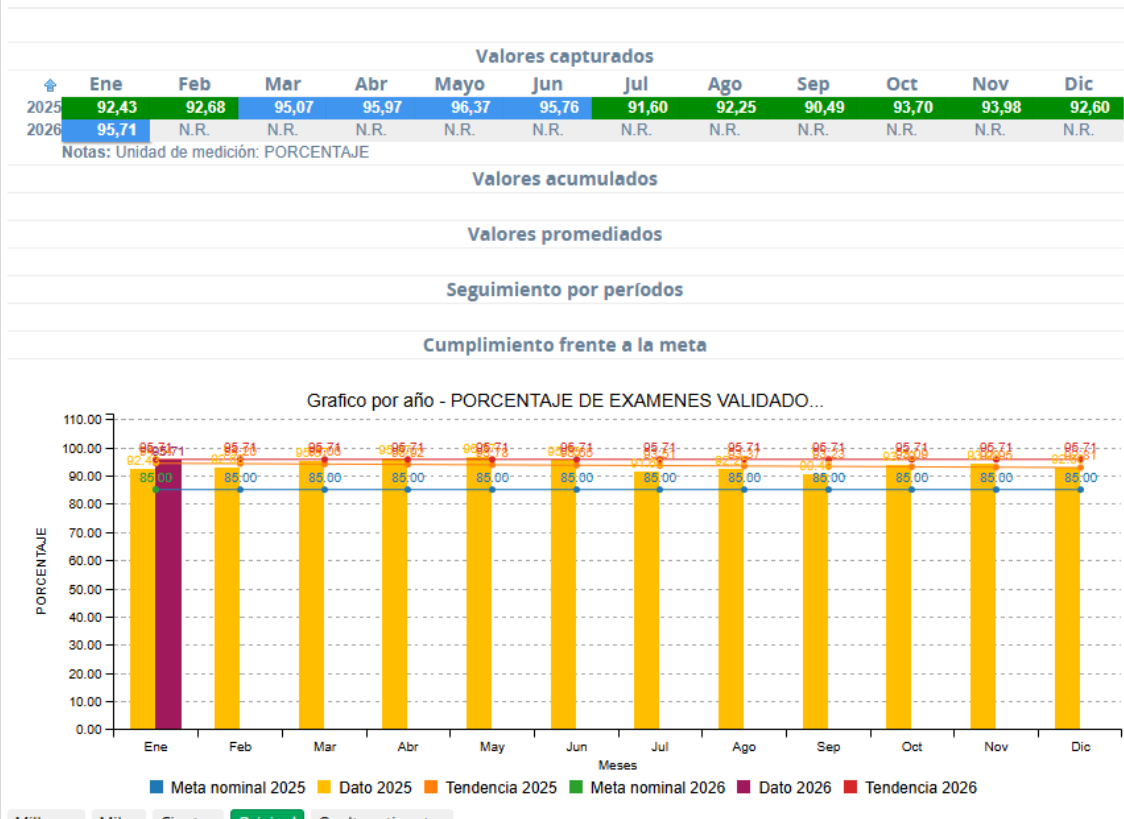 Valores capturados
Ene Feb Mar Abr Mayo Jun Jul Ago Sep Oct Nov Dic
2025 92,43 92,68 95,07 95,97 96,37 95,76 91,60 92,25 90,49 93,70 93,98 92,60
2026 95,71 N.R. N.R. N.R. N.R. N.R. N.R. N.R. N.R. N.R. N.R. N.R.
Notas: Unidad de medición: PORCENTAJE
Valores acumulados
Valores promediados
Seguimiento por períodos
Cumplimiento frente a la meta
Grafico por año - PORCENTAJE DE EXAMENES VALIDADO...
110.00
100.00
95.71 95.71 95.71 95.71 95.71 95.71 95.71 95.71 95.71 95.71 95.71 95.71
95.71
90.00
85.00 85.00 85.00 85.00 85.00 85.00 85.00 85.00 85.00 85.00 85.00 85.00
80.00
70.00
60.00
50.00
40.00
30.00
20.00
10.00
0.00
PORCENTAJE
Ene Feb Mar Abr May Jun Jul Ago Sep Oct Nov Dic
Meses
Meta nominal 2025 Dato 2025 Tendencia 2025 Meta nominal 2026 Dato 2026 Tendencia 2026